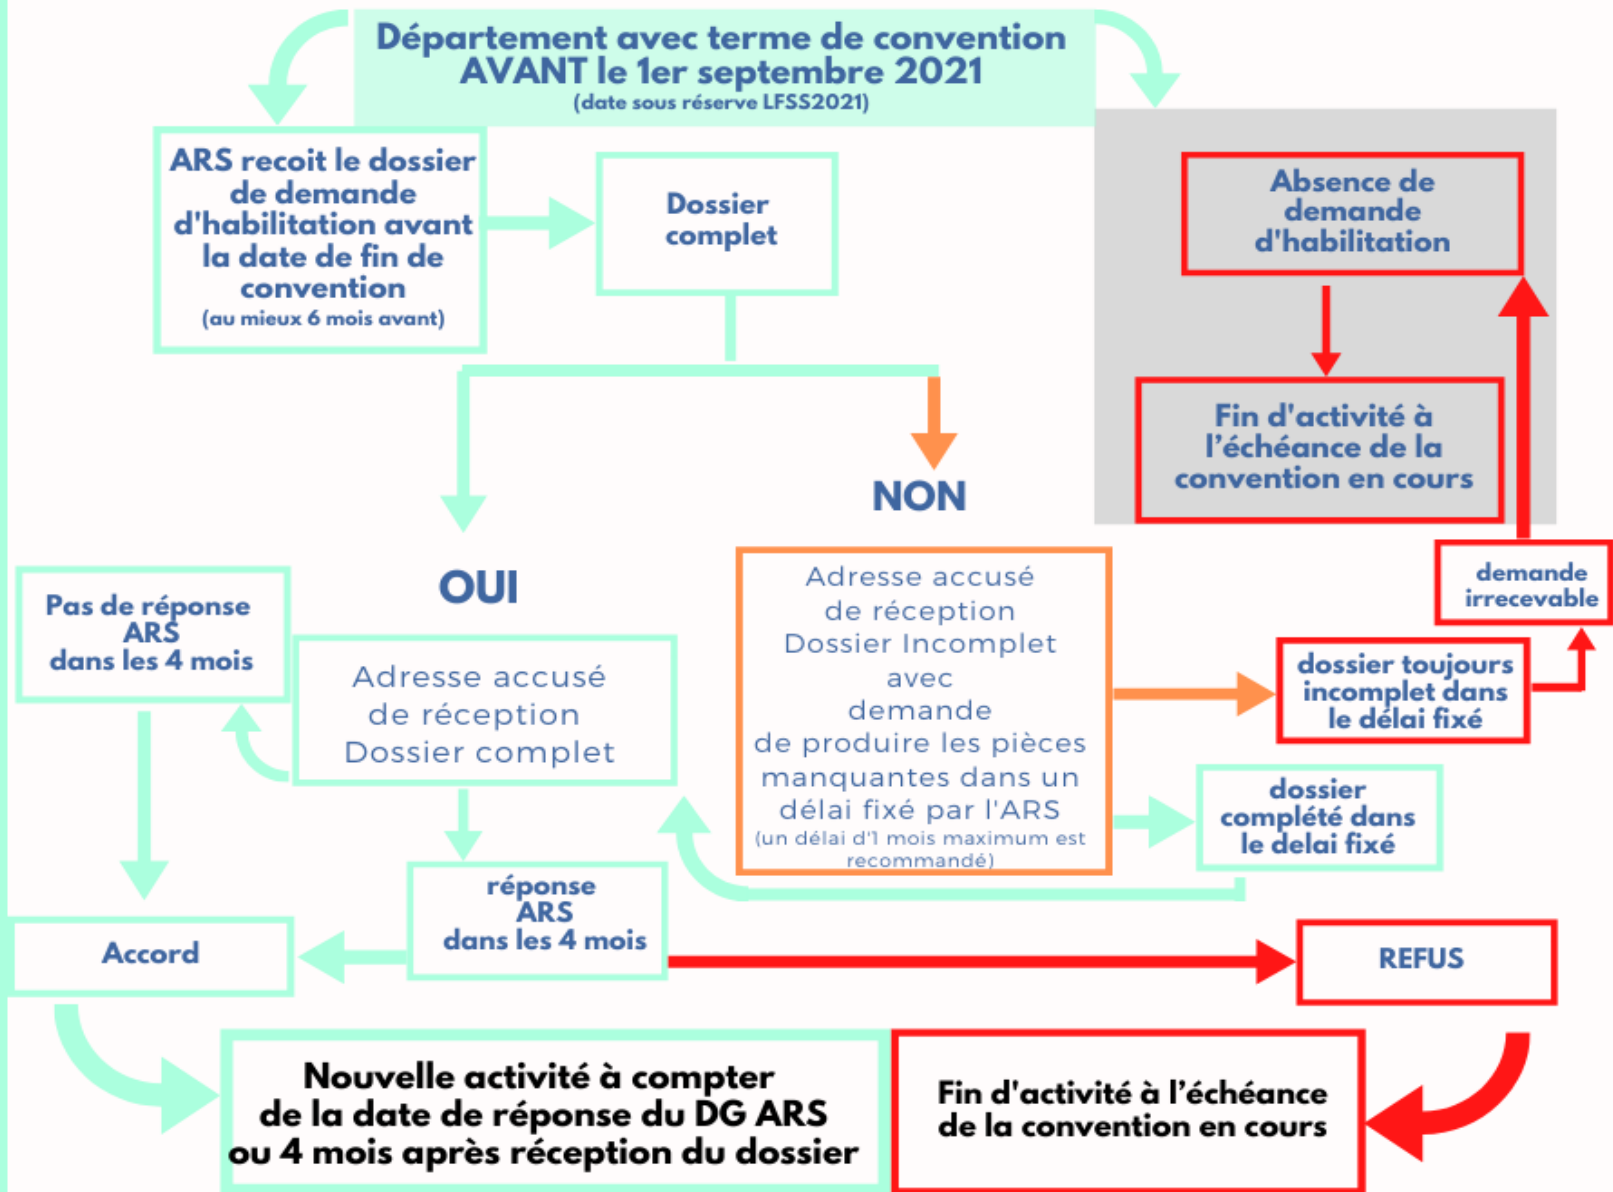 Département avec terme de convention
AVANT le 1er septembre 2021
(date sous réserve LFSS2021)
ARS recoit le dossier
de demande
d'habilitation avant
la date de fin de
convention
(au mieux 6 mois avant)
Dossier
complet
Absence de
demande
d'habilitation
Fin d'activité à
l’échéance de la
convention en cours
NON
OUI
Pas de réponse
ARS
dans les 4 mois
Adresse accusé
de réception
Dossier complet
Adresse accusé
de réception
Dossier Incomplet
avec
demande
de produire les pièces
manquantes dans un
délai fixé par l'ARS
(un délai d'1 mois maximum est
recommandé)
demande
irrecevable
dossier toujours
incomplet dans
le délai fixé
dossier
complété dans
le delai fixé
réponse
ARS
dans les 4 mois
Accord
REFUS
Nouvelle activité à compter
de la date de réponse du DG ARS
ou 4 mois après réception du dossier
Fin d'activité à l’échéance
de la convention en cours